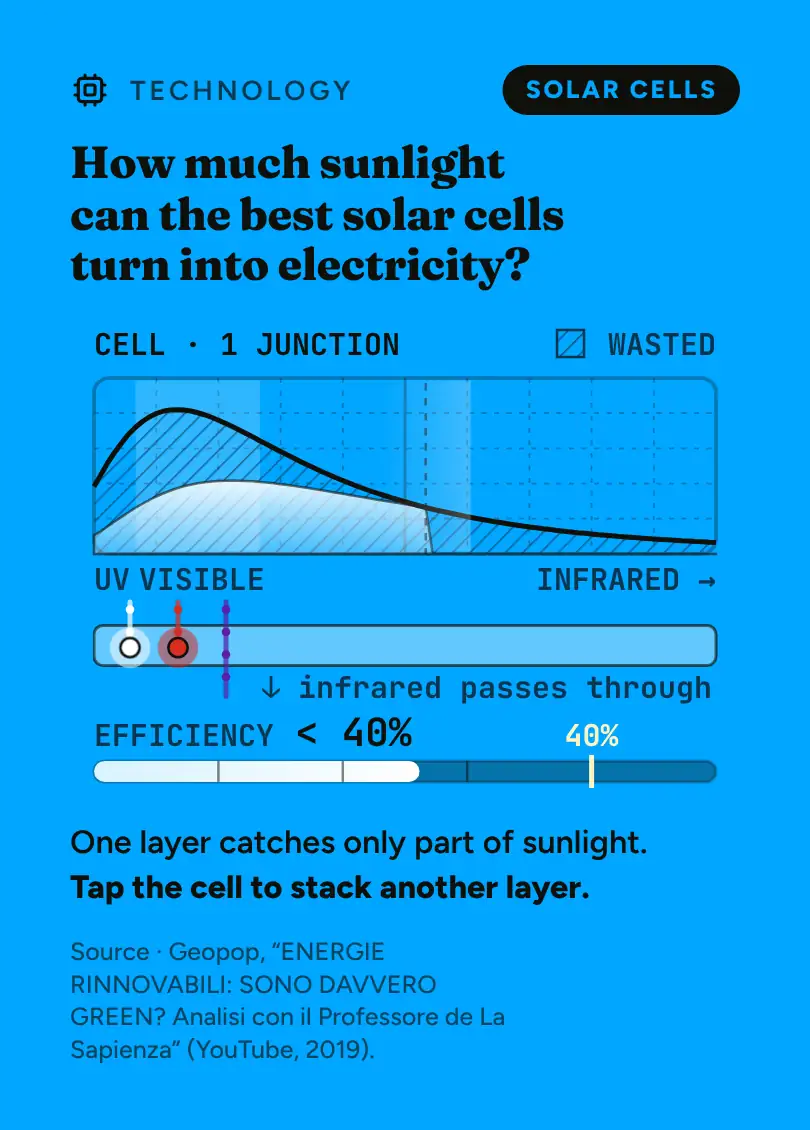 TECHNOLOGY
SOLAR CELLS
How much sunlight
can the best solar cells
turn into electricity?
CELL · 1 JUNCTION
WASTED
UV VISIBLE
INFRARED →
↓ infrared passes through
EFFICIENCY < 40%
40%
One layer catches only part of sunlight.
Tap the cell to stack another layer.
Source · Geopop, “ENERGIE
RINNOVABILI: SONO DAVVERO
GREEN? Analisi con il Professore de La
Sapienza” (YouTube, 2019).